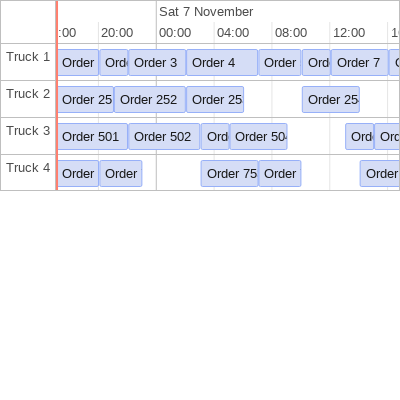 Sat 7 November
:00 20:00 00:00 04:00 08:00 12:00 1
Truck 1 Order Ord Order 3 Order 4 Order Ord Order 7
Truck 2 Order 25 Order 252 Order 25 Order 25
Truck 3 Order 501 Order 502 Ord Order 504 Ord Ord
Truck 4 Order Order Order 75 Order Order